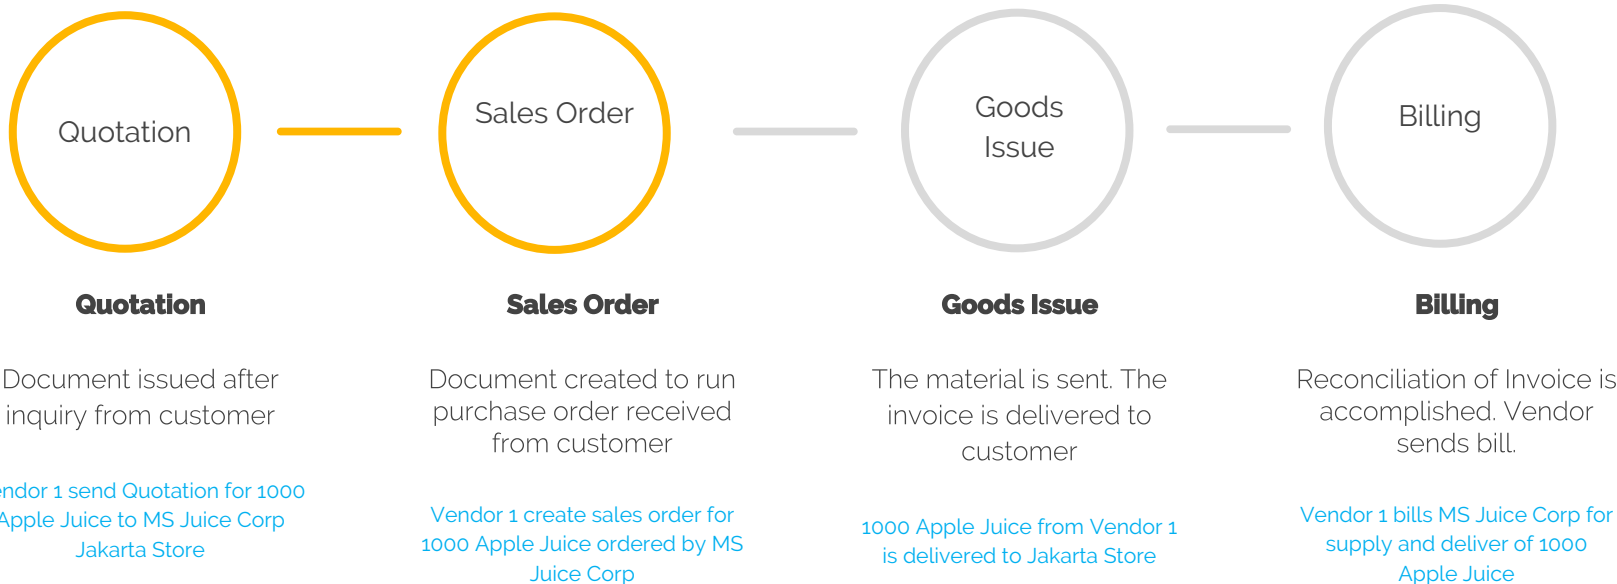 Quotation
Sales Order
Goods
Issue
Billing
Quotation
Document issued after
inquiry from customer
endor 1 send Quotation for 1000
Apple Juice to MS Juice Corp
Jakarta Store
Sales Order
Document created to run
purchase order received
from customer
Vendor 1 create sales order for
1000 Apple Juice ordered by MS
Juice Corp
Goods Issue
The material is sent. The
invoice is delivered to
customer
1000 Apple Juice from Vendor 1
is delivered to Jakarta Store
Billing
Reconciliation of Invoice is
accomplished. Vendor
sends bill.
Vendor 1 bills MS Juice Corp for
supply and deliver of 1000
Apple Juice